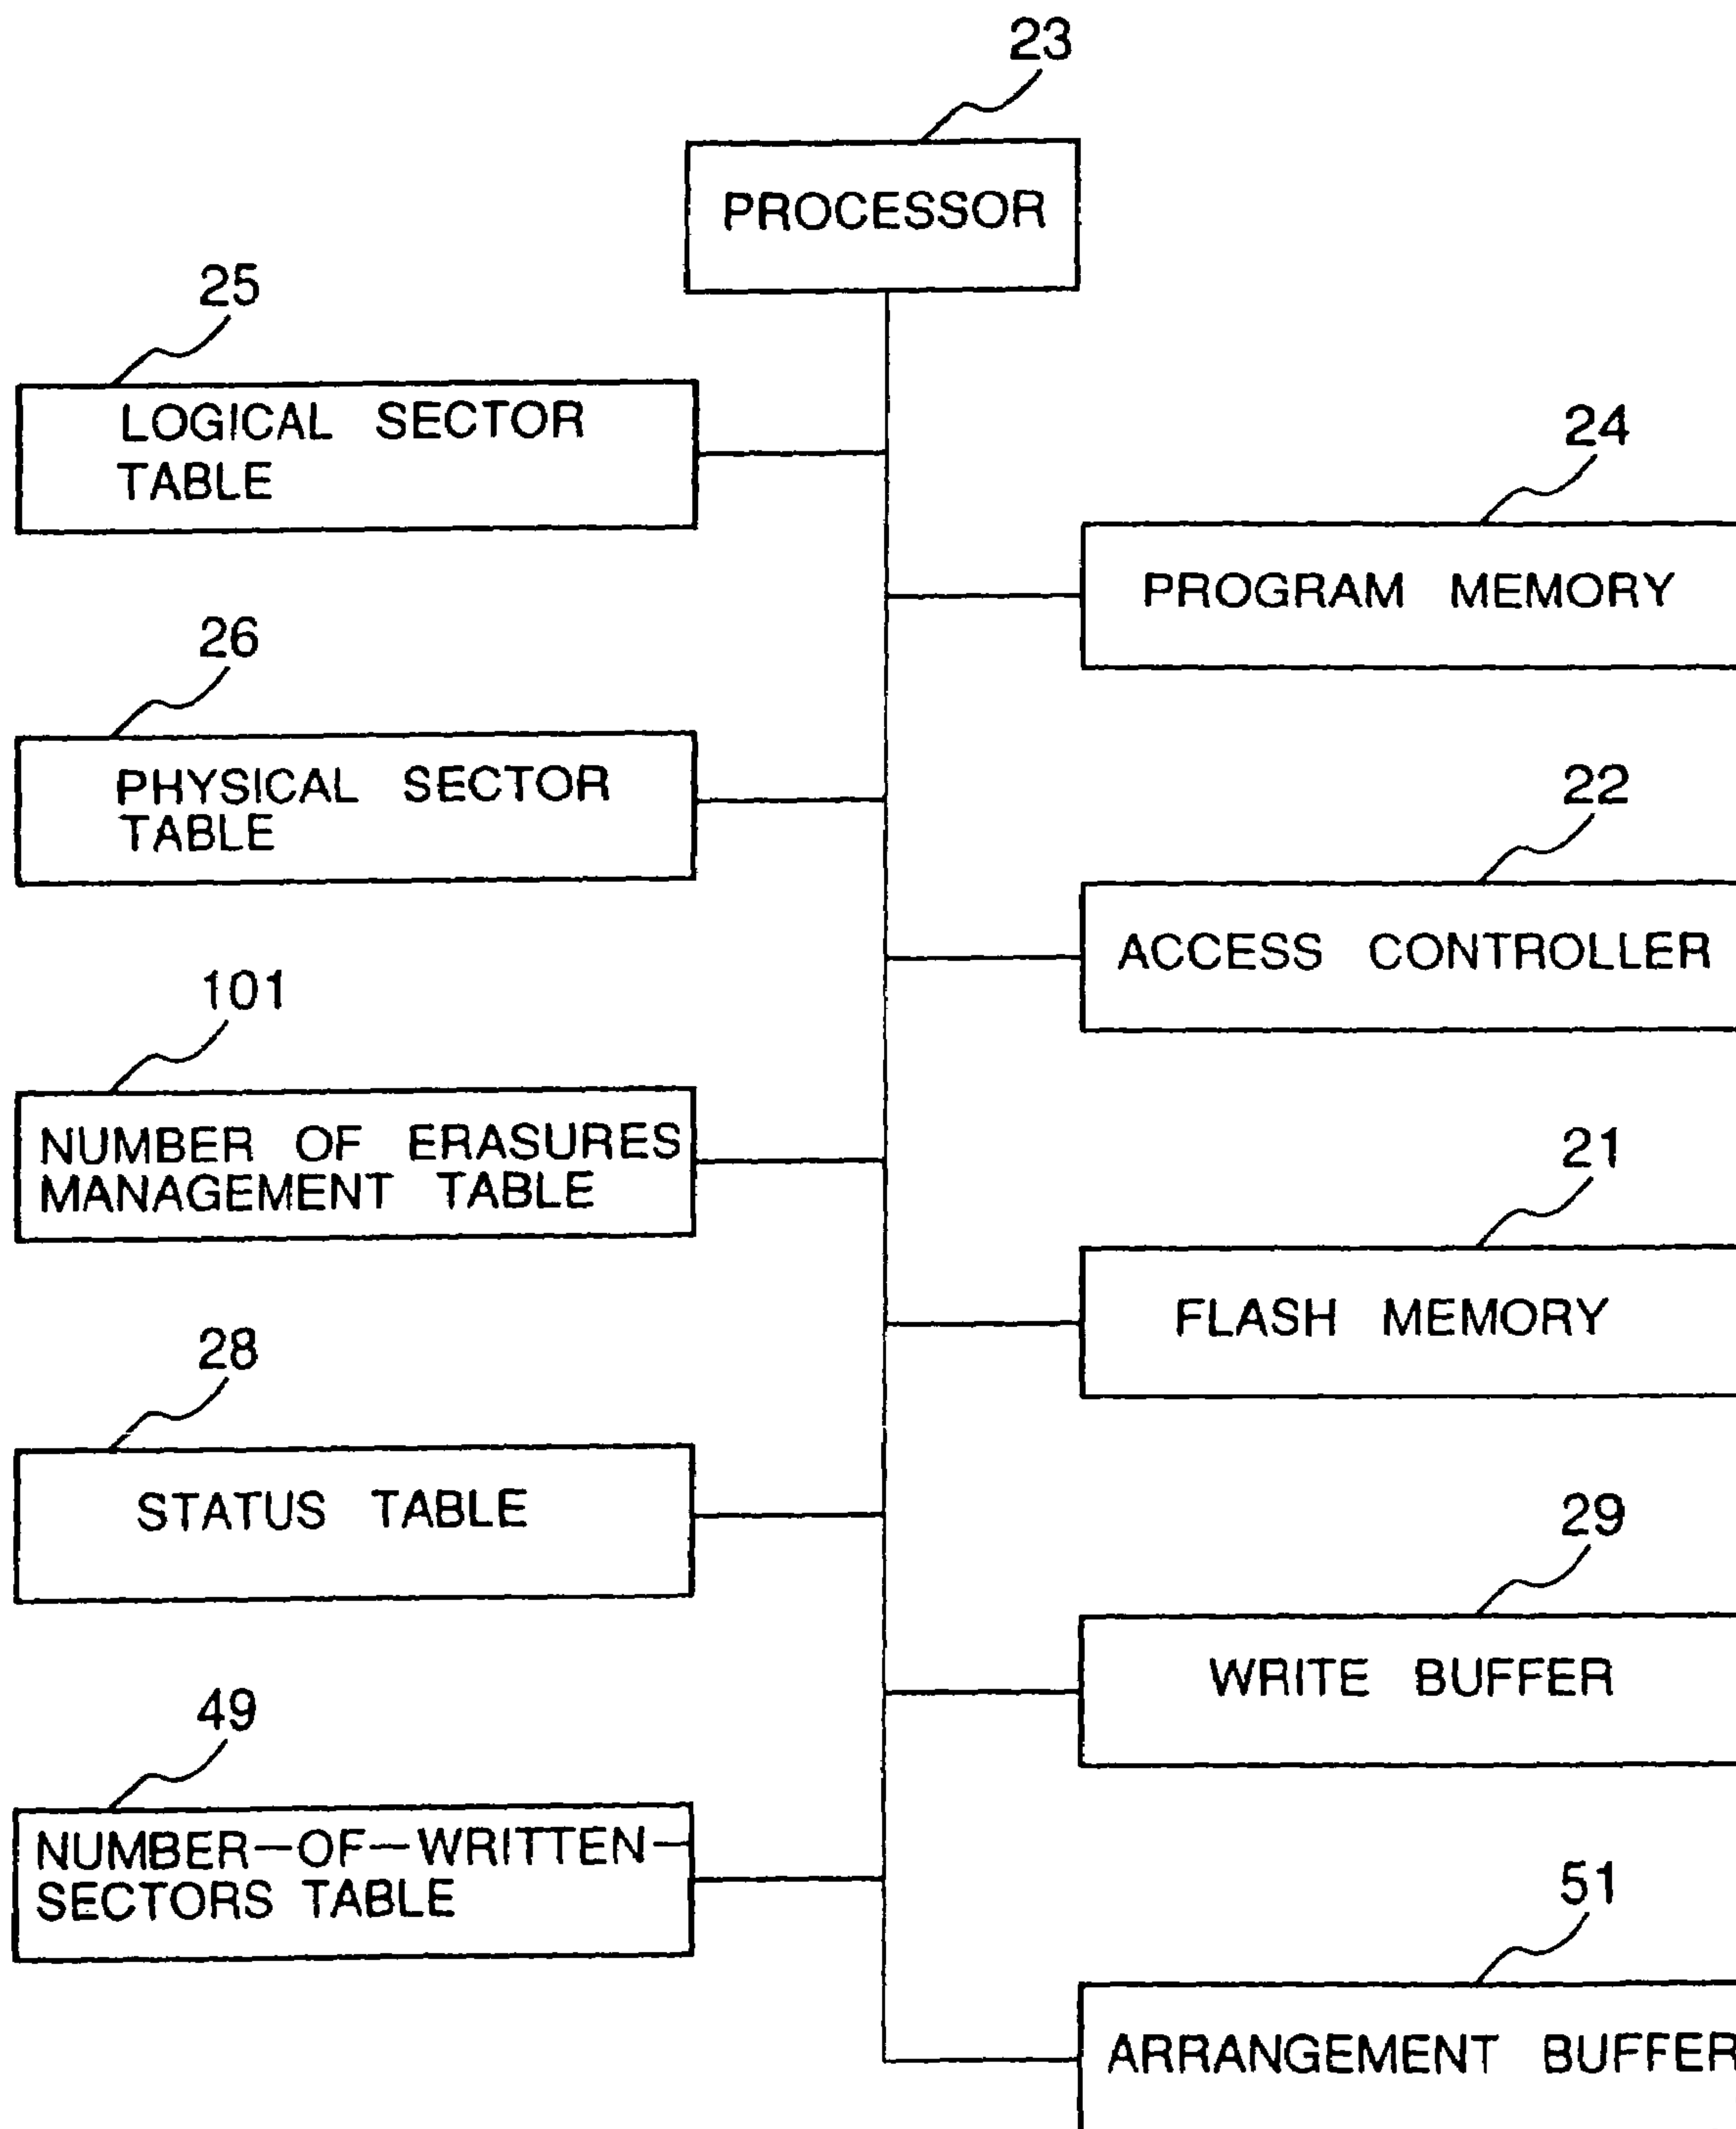 23
PROCESSOR
25
LOGICAL SECTOR
TABLE
24
PROGRAM MEMORY
26
PHYSICAL SECTOR
TABLE
22
ACCESS CONTROLLER
101
NUMBER OF ERASURES
MANAGEMENT TABLE
21
FLASH MEMORY
28
STATUS TABLE
29
WRITE BUFFER
49
NUMBER-OF-WRITTEN-
SECTORS TABLE
51
ARRANGEMENT BUFFER